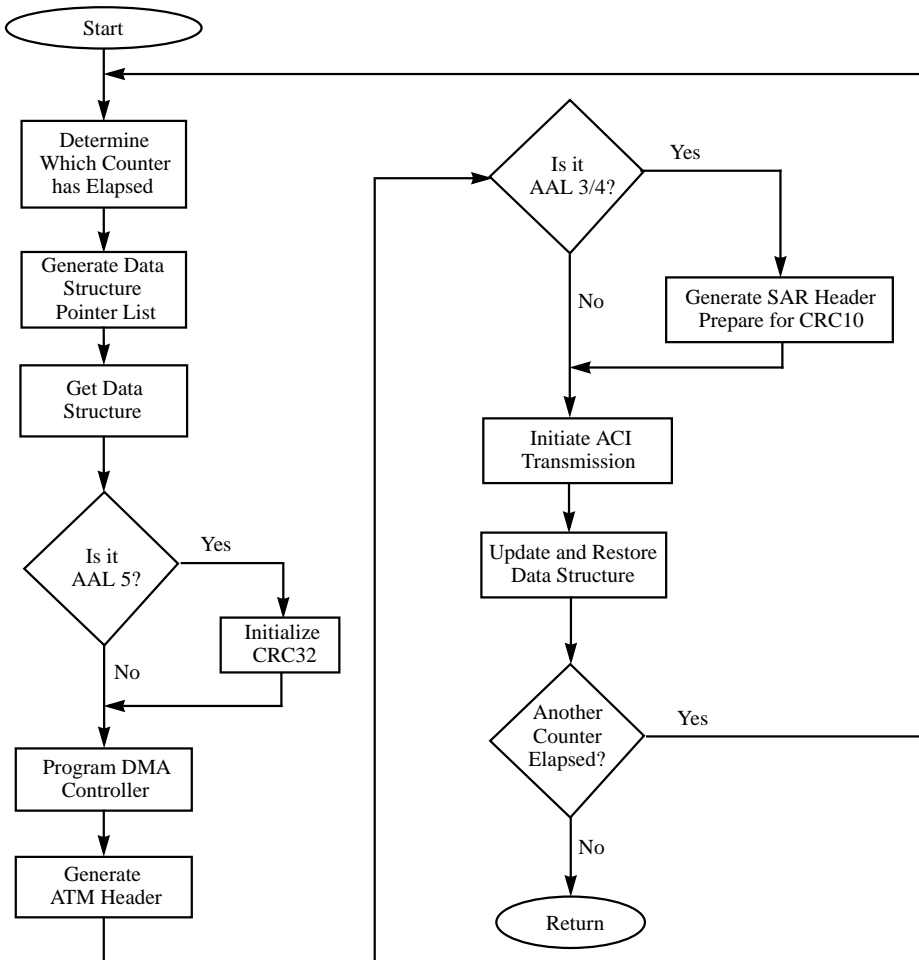 Start
Determine
Which Counter
has Elapsed
Generate Data
Structure
Pointer List
Get Data
Structure
Is it
AAL 5?
Yes
Initialize
CRC32
No
Program DMA
Controller
Generate
ATM Header
Is it
AAL 3/4?
Yes
Generate SAR Header
Prepare for CRC10
No
Initiate ACI
Transmission
Update and Restore
Data Structure
Another
Counter
Elapsed?
Yes
No
Return